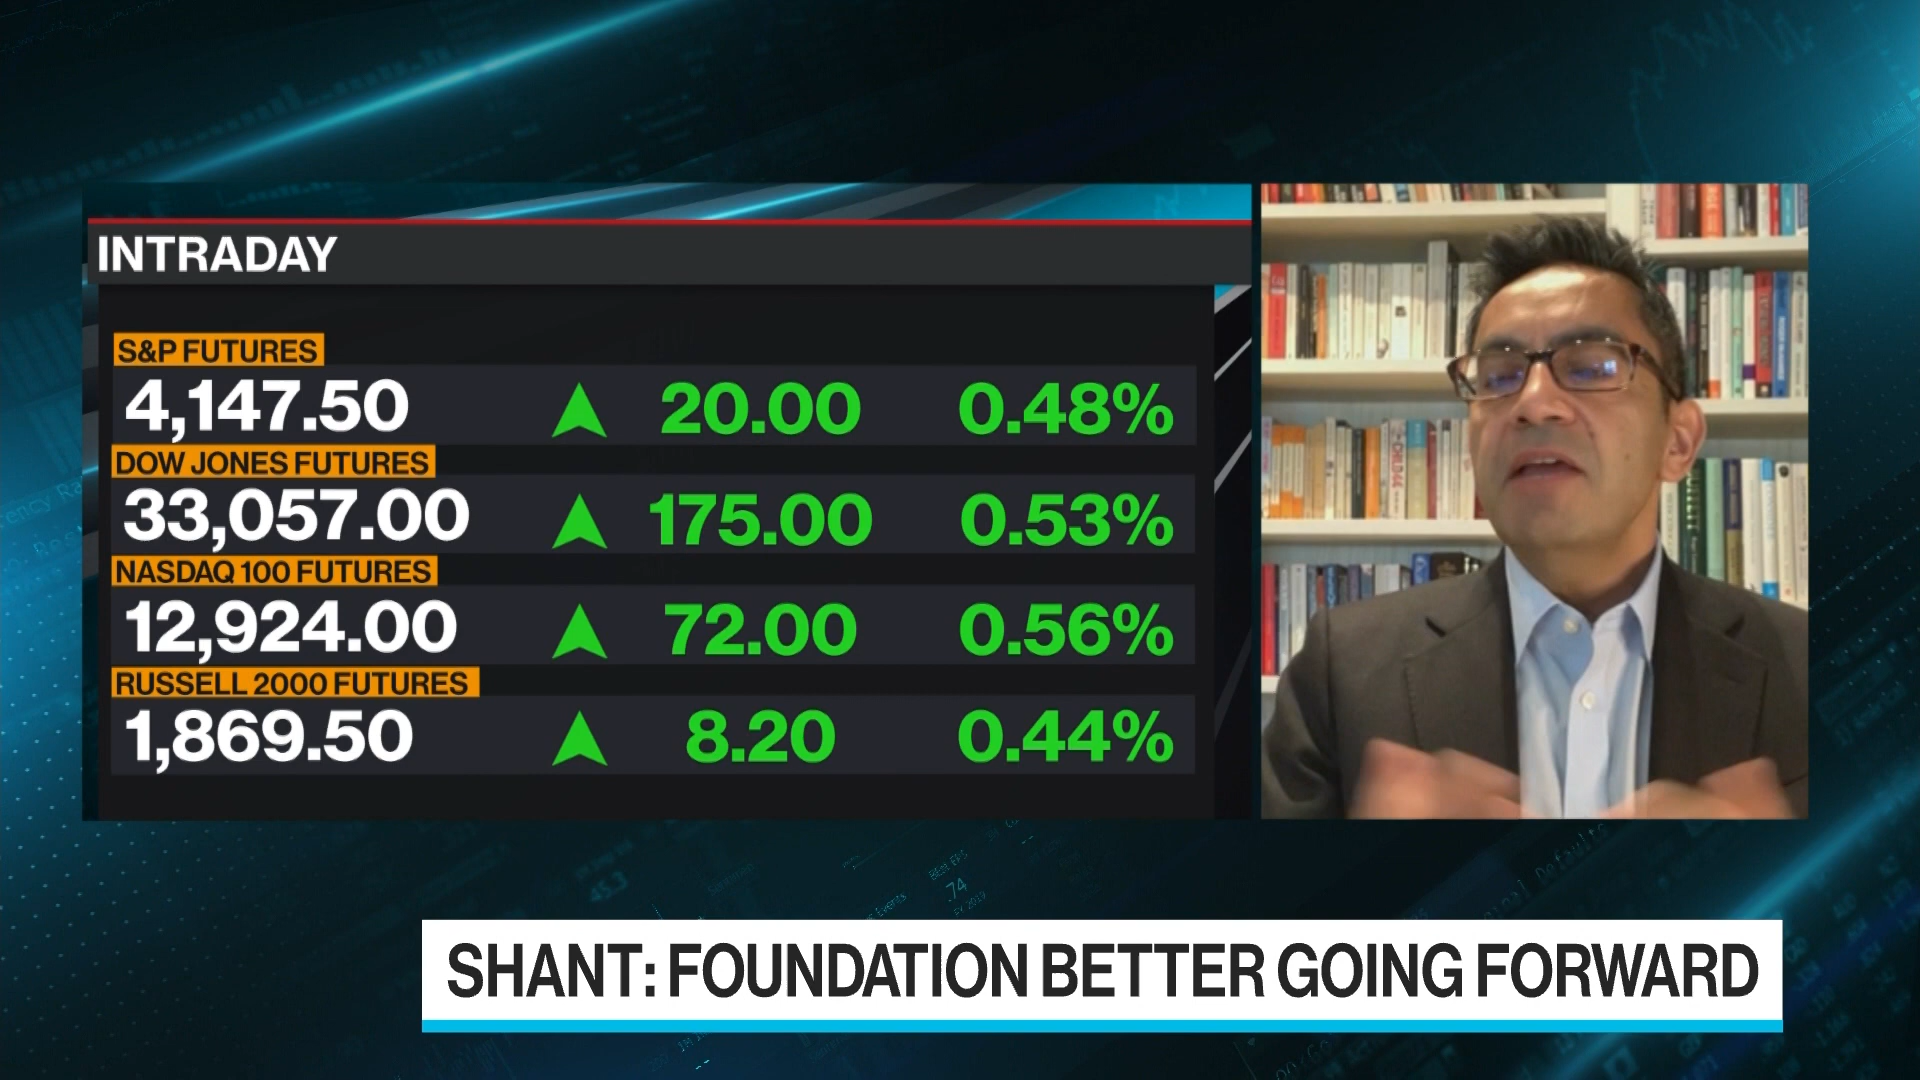 INTRADAY
S&P FUTURES
4,147.50 20.00 0.48%
DOW JONES FUTURES
33,057.00 175.00 0.53%
NASDAQ 100 FUTURES
12,924.00 72.00 0.56%
RUSSELL 2000 FUTURES
1,869.50 8.20 0.44%
SHANT: FOUNDATION BETTER GOING FORWARD